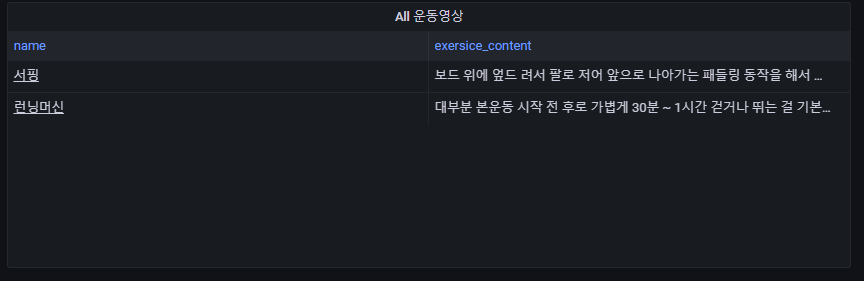 All 운동영상
name exersice_content
서핑 보드 위에 엎드 려서 팔로 저어 앞으로 나아가는 패들링 동작을 해서 ...
런닝머신 대부분 본운동 시작 전 후로 가볍게 30분 ~ 1시간 걷거나 뛰는 걸 기본...